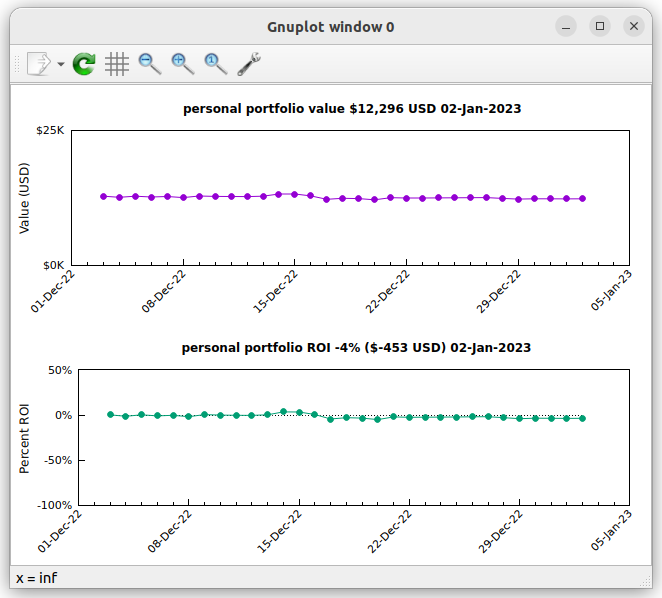 Gnuplot window 0
personal portfolio value $12,296 USD 02-Jan-2023
$25K
Value (USD)
$0K
01-Dec-22
08-Dec-22
15-Dec-22
22-Dec-22
29-Dec-22
05-Jan-23
personal portfolio ROI -4% ($-453 USD) 02-Jan-2023
50%
0%
Percent ROI
-50%
-100%
01-Dec-22
08-Dec-22
15-Dec-22
22-Dec-22
29-Dec-22
05-Jan-23
x = inf